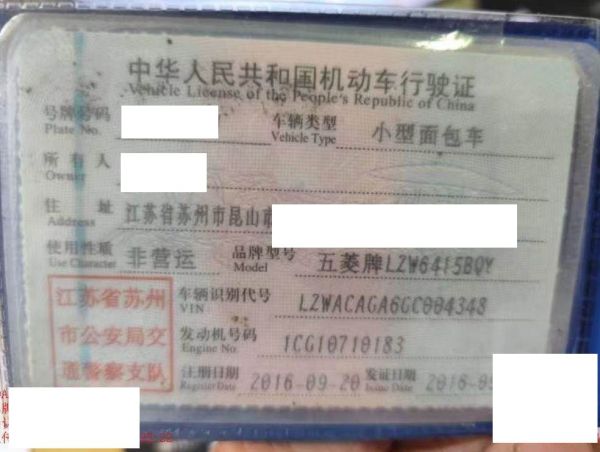 中华人民共和国机动车行驶证
Vehicle License of the People's Republic of China
号牌号码 车辆类型 小型面包车
Plate No. Vehicle Type
所有人
Owner
住址 江苏省苏州市昆山市
Address
使用性质 非营运 品牌型号 五菱牌LZW6415BQY
Use Character Model
江苏省苏州 车辆识别代号 LZWACAGA6GC004348
VIN
市公安局交 发动机号码 1CG10710183
Engine No.
通警察支队 注册日期 2016-09-20 发证日期 2016-0
Register Date Issue Date